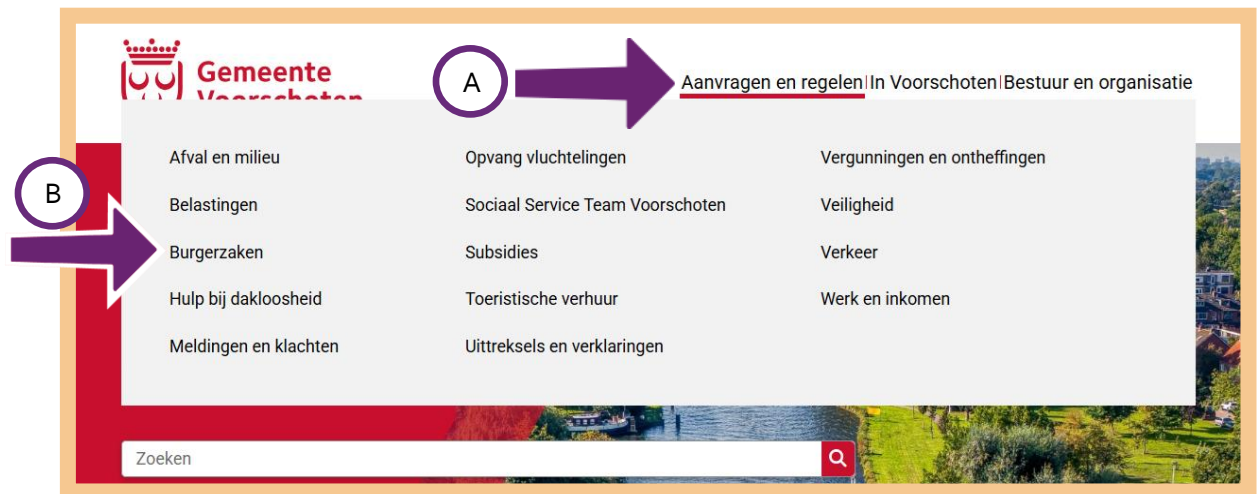 Gemeente
Voorschoten
A
Aanvragen en regelen In Voorschoten Bestuur en organisatie
B
Afval en milieu
Belastingen
Burgerzaken
Hulp bij dakloosheid
Meldingen en klachten
Opvang vluchtelingen
Sociaal Service Team Voorschoten
Subsidies
Toeristische verhuur
Uittreksels en verklaringen
Vergunningen en ontheffingen
Veiligheid
Verkeer
Werk en inkomen
Zoeken